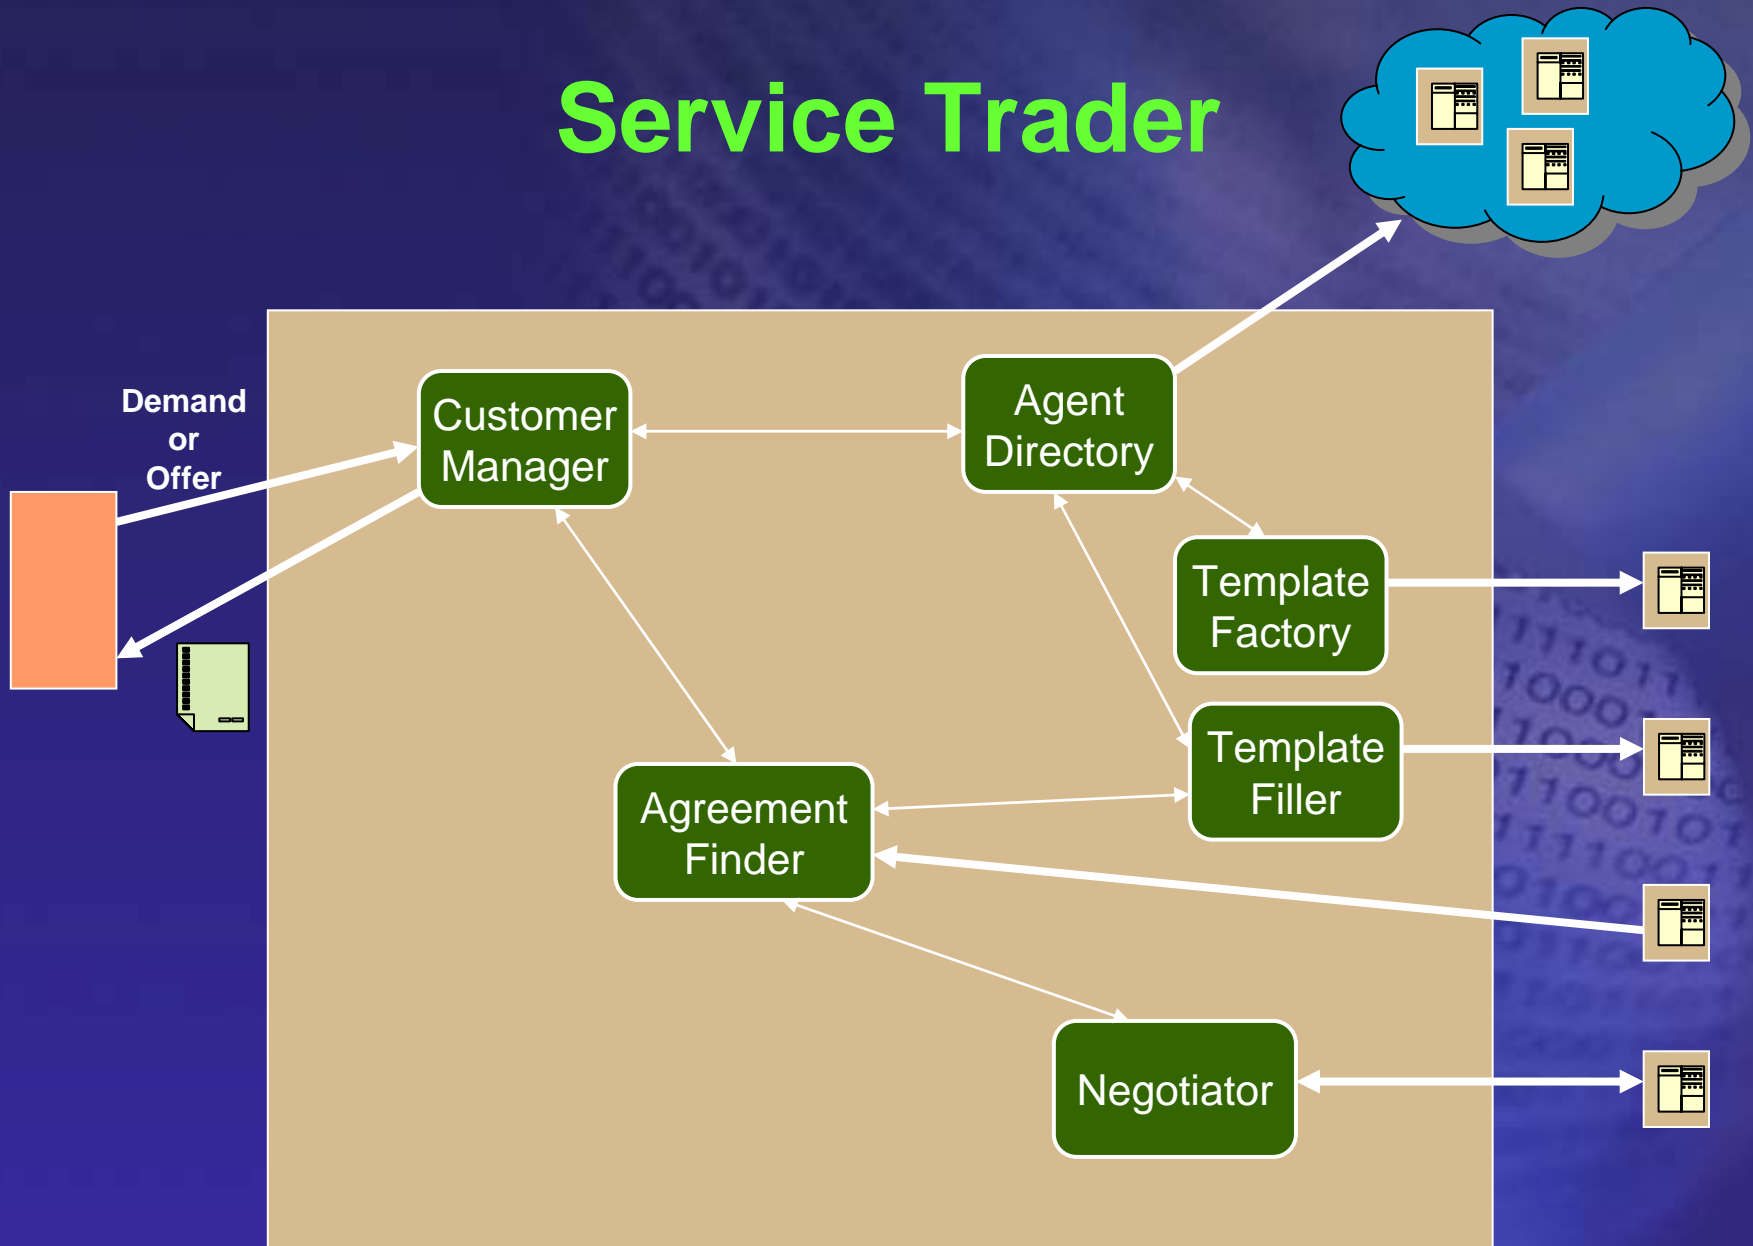 Service Trader
Demand
or
Offer
Customer
Manager
Agent
Directory
Template
Factory
Template
Filler
Agreement
Finder
Negotiator